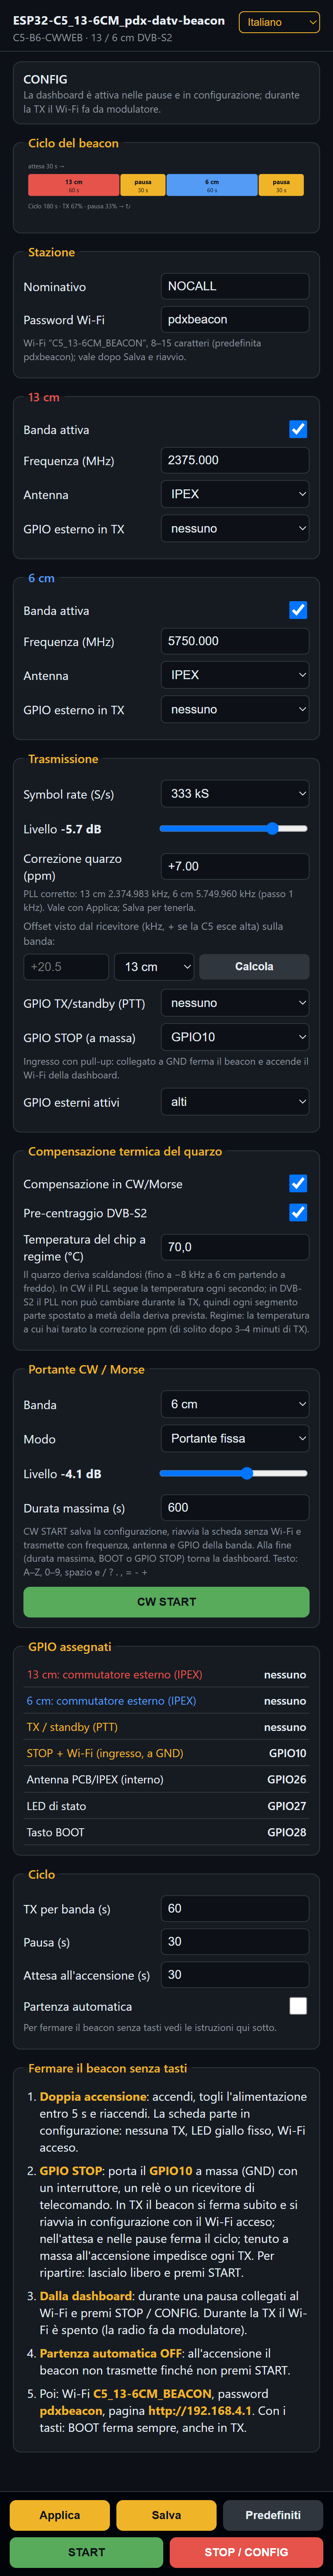 ESP32-C5_13-6CM_pdx-datv-beacon
Italiano
C5-B6-CWWEB · 13 / 6 cm DVB-S2
CONFIG
La dashboard è attiva nelle pause e in configurazione; durante
la TX il Wi-Fi fa da modulatore.
Ciclo del beacon
attesa 30 s →
13 cm
60 s
pausa
30 s
6 cm
60 s
pausa
30 s
Ciclo 180 s · TX 67% · pausa 33% → ↻
Stazione
Nominativo
NOCALL
Password Wi-Fi
pdxbeacon
Wi-Fi "C5_13-6CM_BEACON", 8–15 caratteri (predefinita
pdxbeacon); vale dopo Salva e riavvio.
13 cm
Banda attiva
Frequenza (MHz)
2375.000
Antenna
IPEX
GPIO esterno in TX
nessuno
6 cm
Banda attiva
Frequenza (MHz)
5750.000
Antenna
IPEX
GPIO esterno in TX
nessuno
Trasmissione
Symbol rate (S/s)
333 kS
Livello -5.7 dB
Correzione quarzo
(ppm)
+7.00
PLL corretto: 13 cm 2.374.983 kHz, 6 cm 5.749.960 kHz (passo 1
kHz). Vale con Applica; Salva per tenerla.
Offset visto dal ricevitore (kHz, + se la C5 esce alta) sulla
banda:
+20.5
13 cm
Calcola
GPIO TX/standby (PTT)
nessuno
GPIO STOP (a massa)
GPIO10
Ingresso con pull-up: collegato a GND ferma il beacon e accende il
Wi-Fi della dashboard.
GPIO esterni attivi
alti
Compensazione termica del quarzo
Compensazione in CW/Morse
Pre-centraggio DVB-S2
Temperatura del chip a
regime (°C)
70,0
Il quarzo deriva scaldandosi (fino a −8 kHz a 6 cm partendo a
freddo). In CW il PLL segue la temperatura ogni secondo; in DVB-
S2 il PLL non può cambiare durante la TX, quindi ogni segmento
parte spostato a metà della deriva prevista. Regime: la temperatura
a cui hai tarato la correzione ppm (di solito dopo 3–4 minuti di TX).
Portante CW / Morse
Banda
6 cm
Modo
Portante fissa
Livello -4.1 dB
Durata massima (s)
600
CW START salva la configurazione, riavvia la scheda senza Wi-Fi e
trasmette con frequenza, antenna e GPIO della banda. Alla fine
(durata massima, BOOT o GPIO STOP) torna la dashboard. Testo:
A–Z, 0–9, spazio e / ? . , = - +
CW START
GPIO assegnati
13 cm: commutatore esterno (IPEX)
nessuno
6 cm: commutatore esterno (IPEX)
nessuno
TX / standby (PTT)
nessuno
STOP + Wi-Fi (ingresso, a GND)
GPIO10
Antenna PCB/IPEX (interno)
GPIO26
LED di stato
GPIO27
Tasto BOOT
GPIO28
Ciclo
TX per banda (s)
60
Pausa (s)
30
Attesa all'accensione (s)
30
Partenza automatica
Per fermare il beacon senza tasti vedi le istruzioni qui sotto.
Fermare il beacon senza tasti
1. Doppia accensione: accendi, togli l'alimentazione
entro 5 s e riaccendi. La scheda parte in
configurazione: nessuna TX, LED giallo fisso, Wi-Fi
acceso.
2. GPIO STOP: porta il GPIO10 a massa (GND) con
un interruttore, un relè o un ricevitore di
telecomando. In TX il beacon si ferma subito e si
riavvia in configurazione con il Wi-Fi acceso;
nell'attesa e nelle pause ferma il ciclo; tenuto a
massa all'accensione impedisce ogni TX. Per
ripartire: lascialo libero e premi START.
3. Dalla dashboard: durante una pausa collegati al
Wi-Fi e premi STOP / CONFIG. Durante la TX il Wi-
Fi è spento (la radio fa da modulatore).
4. Partenza automatica OFF: all'accensione il
beacon non trasmette finché non premi START.
5. Poi: Wi-Fi C5_13-6CM_BEACON, password
pdxbeacon, pagina http://192.168.4.1. Con i
tasti: BOOT ferma sempre, anche in TX.
Applica
Salva
Predefiniti
START
STOP / CONFIG